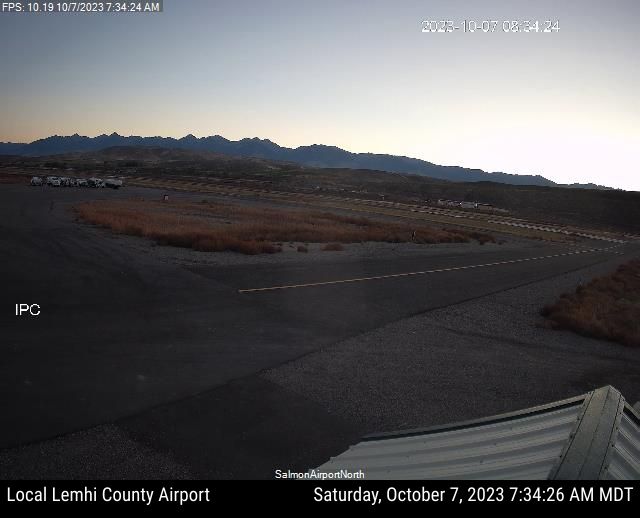 FPS: 10.19 10/7/2023 7:34:24 AM
2023-10-07 08:34:24
IPC
SalmonAirportNorth
Local Lemhi County Airport
Saturday, October 7, 2023 7:34:26 AM MDT